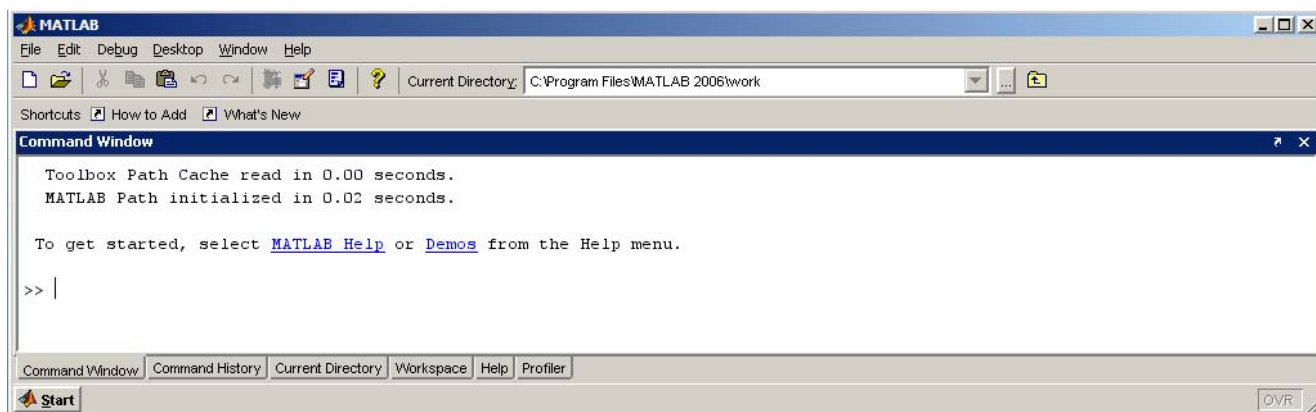 MATLAB
File Edit Debug Desktop Window Help
Current Directory: C:\Program Files\MATLAB 2006\work ...
Shortcuts How to Add What's New
Command Window
Toolbox Path Cache read in 0.00 seconds.
MATLAB Path initialized in 0.02 seconds.
To get started, select MATLAB Help or Demos from the Help menu.
>>
Command Window Command History Current Directory Workspace Help Profiler
Start OVR